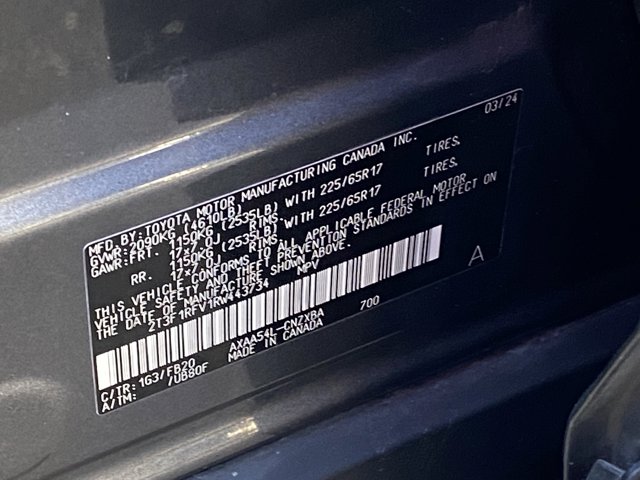 03/24
MFD.BY:TOYOTA MOTOR MANUFACTURING CANADA INC.
GVWR:2090KG(4610LB)
GAWR:FRT. 1150KG (2535LB) WITH 225/65R17 TIRES.
17x7.0J RIMS.
RR. 1150KG (2535LB) WITH 225/65R17 TIRES.
17x7.0J RIMS.
THIS VEHICLE CONFORMS TO ALL APPLICABLE FEDERAL MOTOR
VEHICLE SAFETY AND THEFT PREVENTION STANDARDS IN EFFECT ON
THE DATE OF MANUFACTURE SHOWN ABOVE.
2T3F1RFV1RW443734 MPV
A
C/TR:1G3/FB20 AXAA54L-CNZXBA 700
A/TM: /UB80F MADE IN CANADA